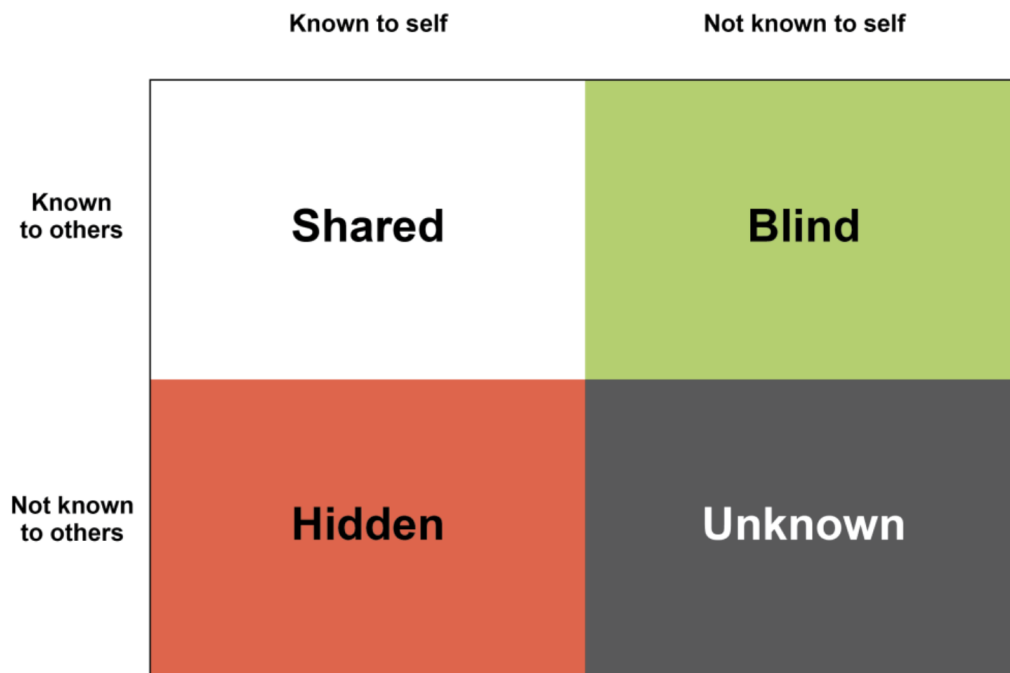 Known to self
Not known to self
Known
to others
Shared
Blind
Not known
to others
Hidden
Unknown